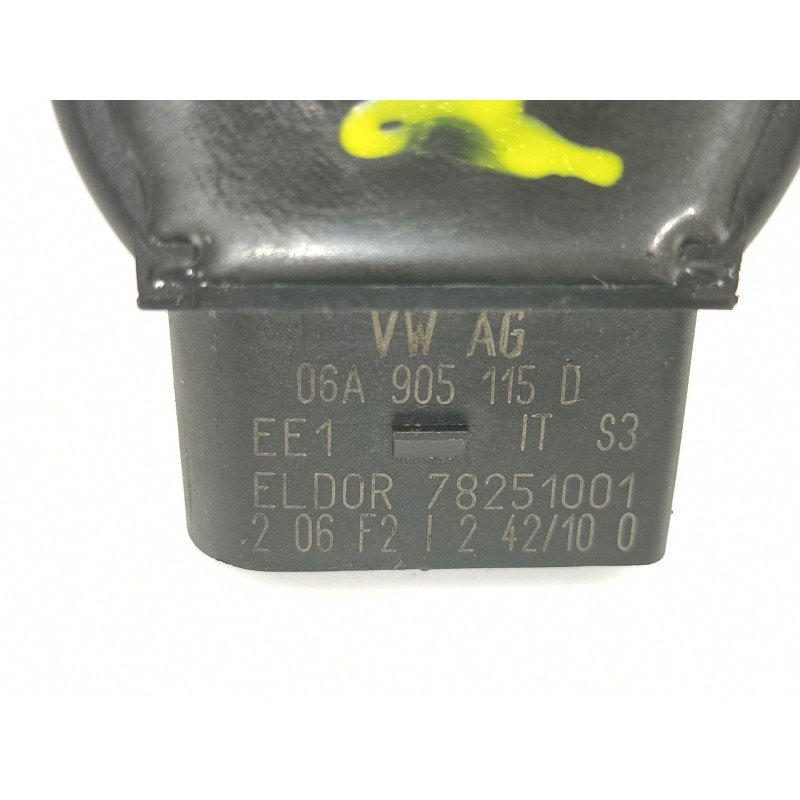 VW AG
06A 905 115 D
EE1 IT S3
ELDOR 78251001
2 06 F2 I 2 42/10 0